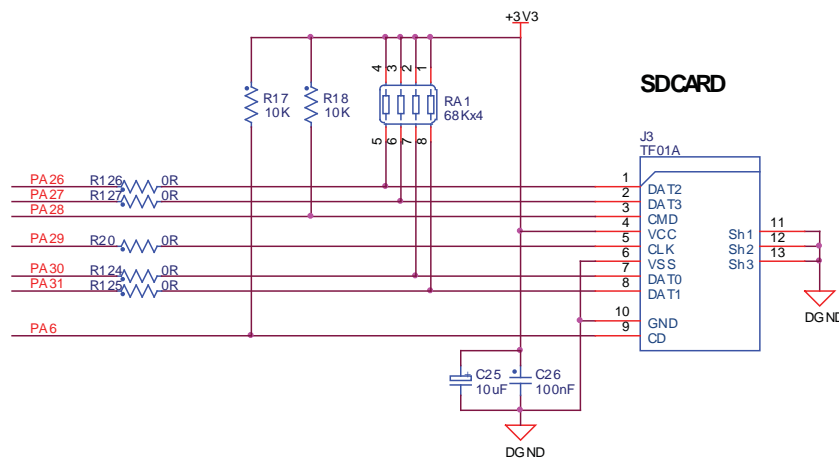 +3V3
SDCARD
4 3 2 1
R17
10K
R18
10K
RA1
68Kx4
5 6 7 8
J3
TF01A
PA26 R126 0R 1 DAT2
PA27 R127 0R 2 DAT3
PA28 3 CMD
4 VCC Sh1 11
PA29 R20 0R 5 CLK Sh2 12
6 VSS Sh3 13
PA30 R124 0R 7 DAT0
PA31 R125 0R 8 DAT1
DGND
10 GND
PA6 9 CD
C25
10uF
C26
100nF
DGND